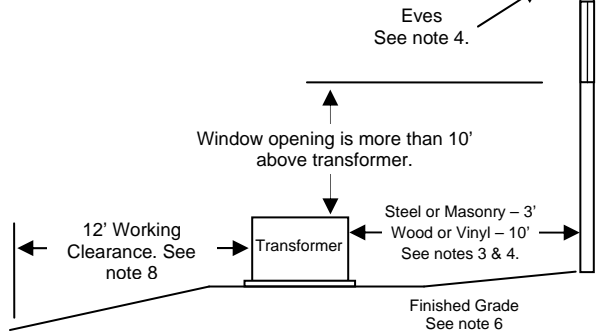 Eves
See note 4.
Window opening is more than 10'
above transformer.
12' Working
Clearance. See
note 8
Transformer
Steel or Masonry – 3'
Wood or Vinyl – 10'
See notes 3 & 4.
Finished Grade
See note 6